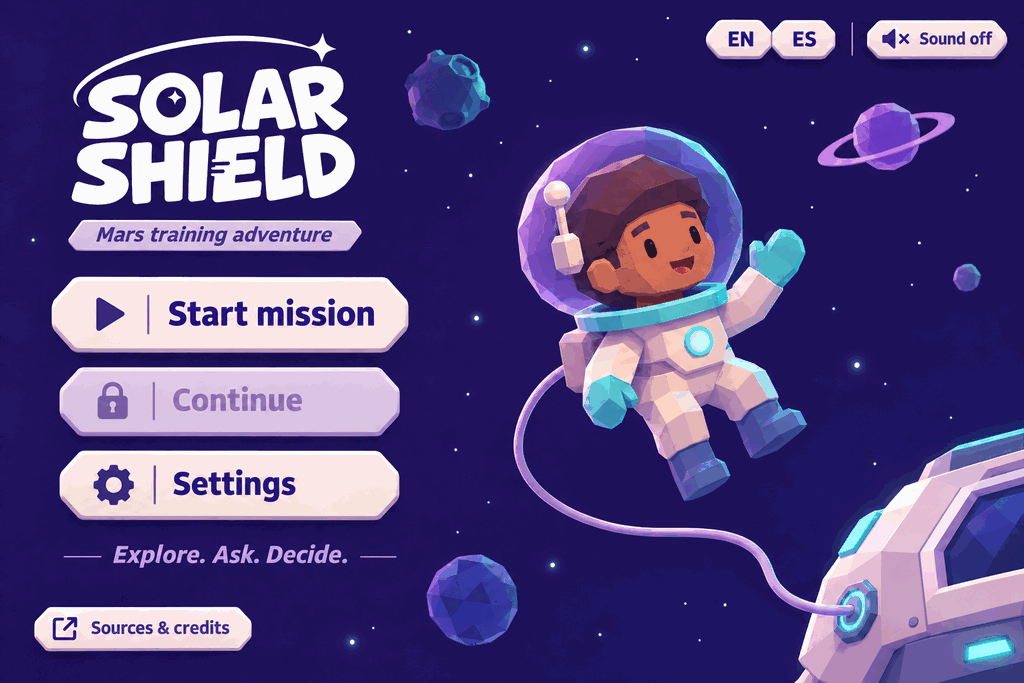 SOLAR
SHIELD
Mars training adventure
EN ES
Sound off
Start mission
Continue
Settings
Explore. Ask. Decide.
Sources & credits